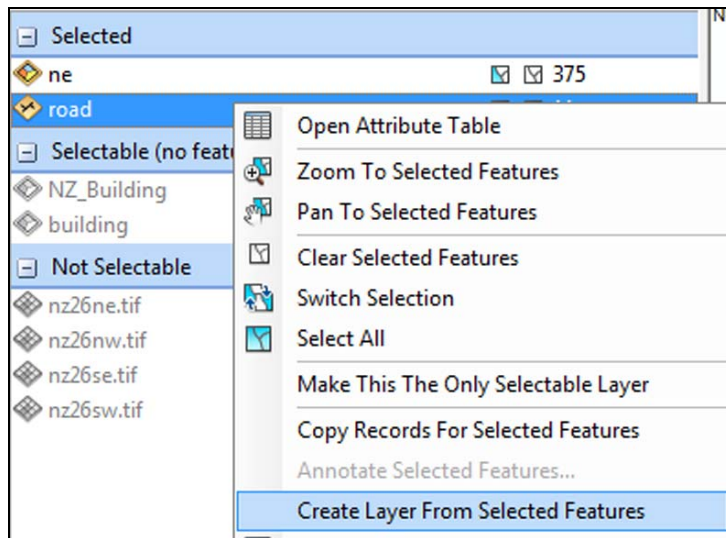 Selected
ne 375
road
Selectable (no feat
NZ_Building
building
Not Selectable
nz26ne.tif
nz26nw.tif
nz26se.tif
nz26sw.tif
Open Attribute Table
Zoom To Selected Features
Pan To Selected Features
Clear Selected Features
Switch Selection
Select All
Make This The Only Selectable Layer
Copy Records For Selected Features
Annotate Selected Features...
Create Layer From Selected Features